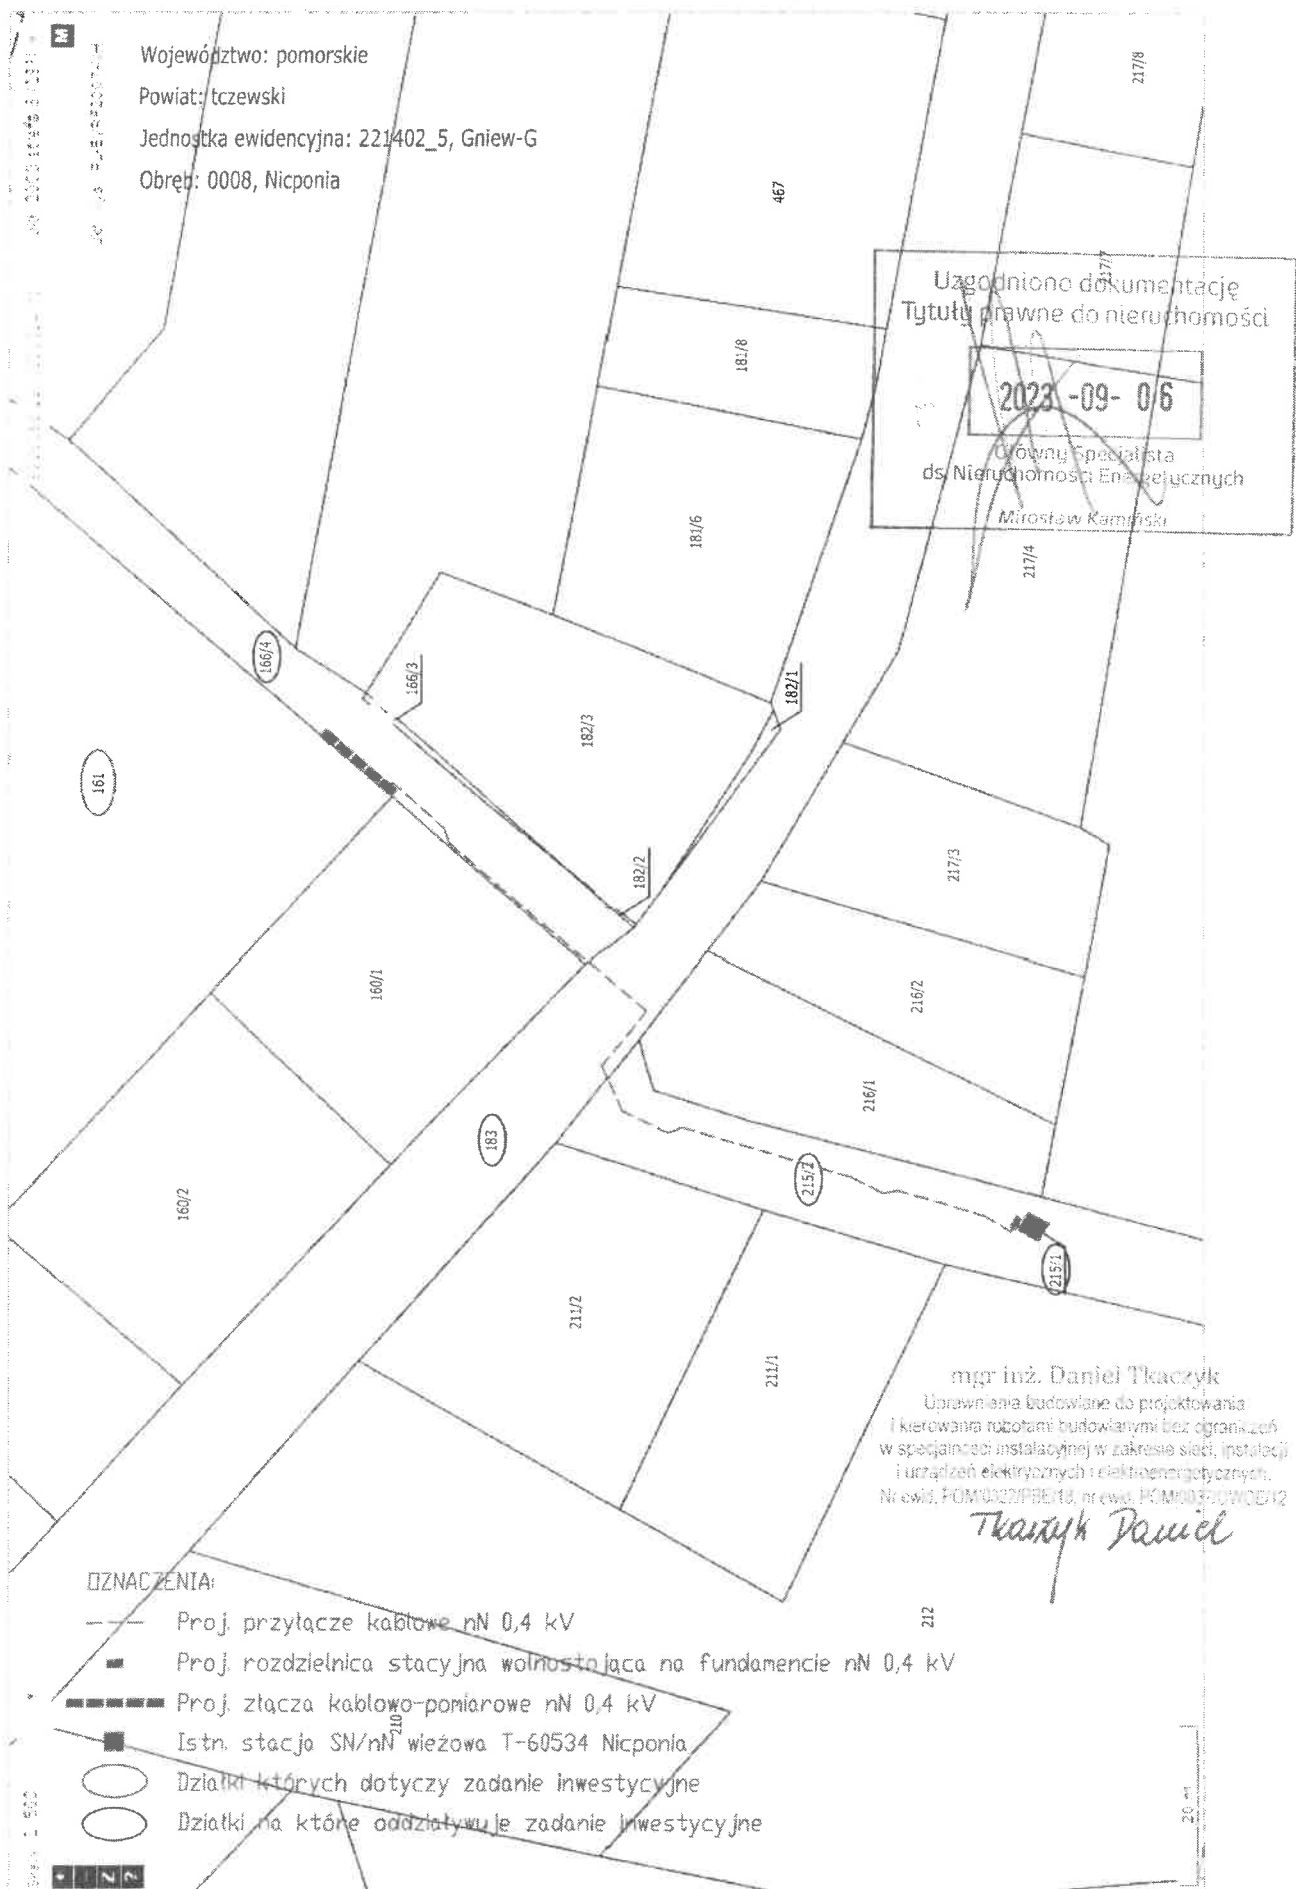 M
Województwo: pomorskie
Powiat: tczewski
Jednostka ewidencyjna: 221402_5, Gniew-G
Obręb: 0008, Nicponia
217/8
467
217/7
Uzgodniono dokumentację
Tytuły prawne do nieruchomości
2023 -09- 06
Główny Specjalista
ds. Nieruchomości Energetycznych
Mirosław Kamiński
181/8
181/6
217/4
166/4
166/3
182/3
182/1
161
182/2
217/3
160/1
216/2
216/1
183
215/2
160/2
215/1
211/2
211/1
mgr inż. Daniel Tkaczyk
Uprawnienia budowlane do projektowania
i kierowania robotami budowlanymi bez ograniczeń
w specjalności instalacyjnej w zakresie sieci, instalacji
i urządzeń elektrycznych i elektroenergetycznych.
Nr ewid. nr ewid.
Tkaczyk Daniel
212
OZNACZENIA:
Proj. przyłącze kablowe nN 0,4 kV
Proj. rozdzielnica stacyjna wolnostojąca na fundamencie nN 0,4 kV
Proj. złącza kablowo-pomiarowe nN 0,4 kV
210
Istn. stacja SN/nN wieżowa T-60534 Nicponia
Działki których dotyczy zadanie inwestycyjne
Działki na które oddziaływuje zadanie inwestycyjne
20 m
+
-
Z
?